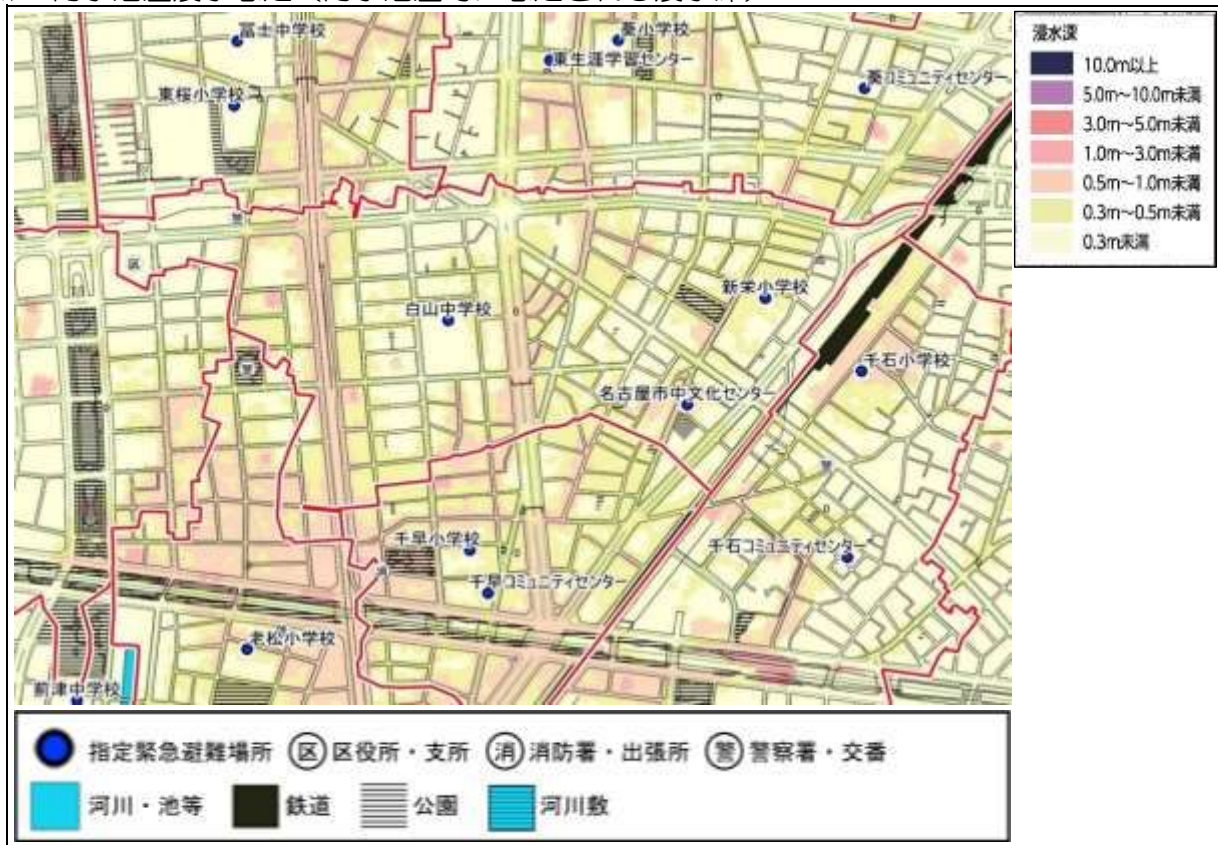 冨士中学校
葵小学校
東生涯学習センター
葵コミュニティセンター
東桜小学校
区
白山中学校
新栄小学校
千石小学校
名古屋市中文化センター
千早小学校
千石コミュニティセンター
千早コミュニティセンター
老松小学校
前津中学校
浸水深
10.0m以上
5.0m~10.0m未満
3.0m~5.0m未満
1.0m~3.0m未満
0.5m~1.0m未満
0.3m~0.5m未満
0.3m未満
指定緊急避難場所 区 区役所・支所 消 消防署・出張所 警 警察署・交番
河川・池等 鉄道 公園 河川敷